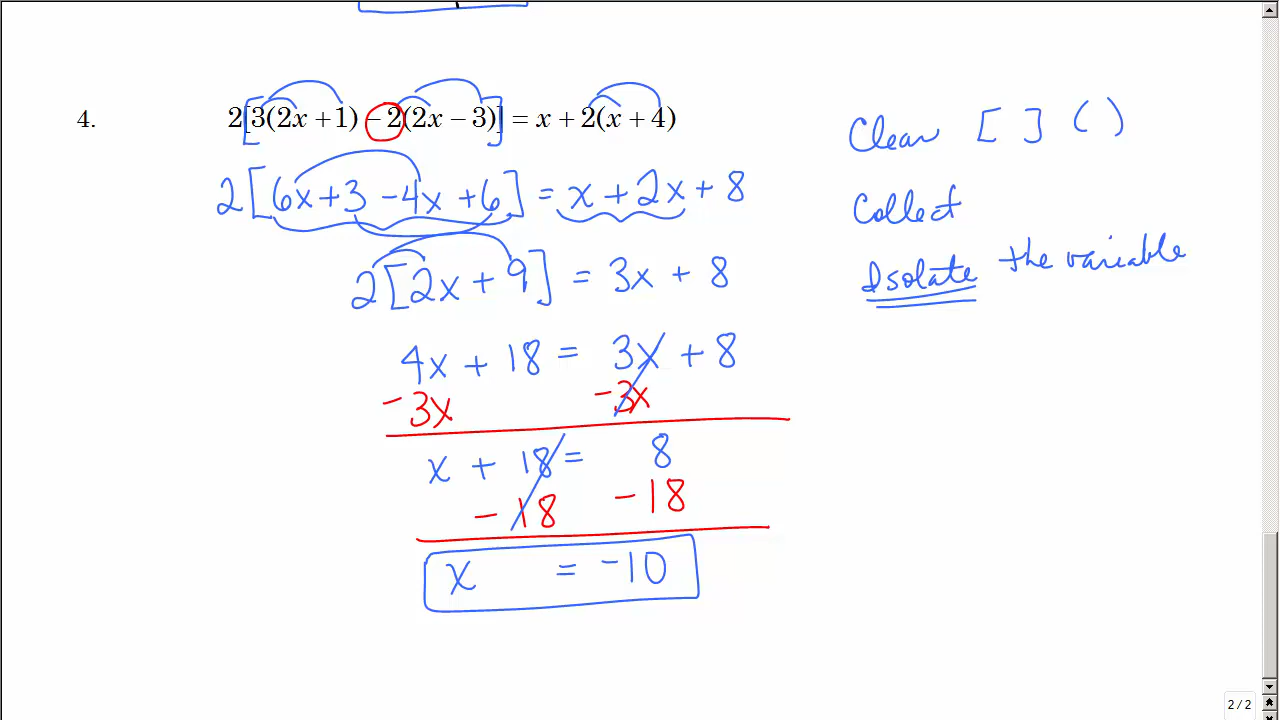 4. 2[3(2x + 1) − 2(2x − 3)] = x + 2(x + 4)
Clear [ ] ( )
2[6x + 3 − 4x + 6] = x + 2x + 8
Collect
2[2x + 9] = 3x + 8
Isolate the variable
4x + 18 = 3x + 8
−3x −3x
x + 18 = 8
− 18 − 18
x = −10
2 / 2